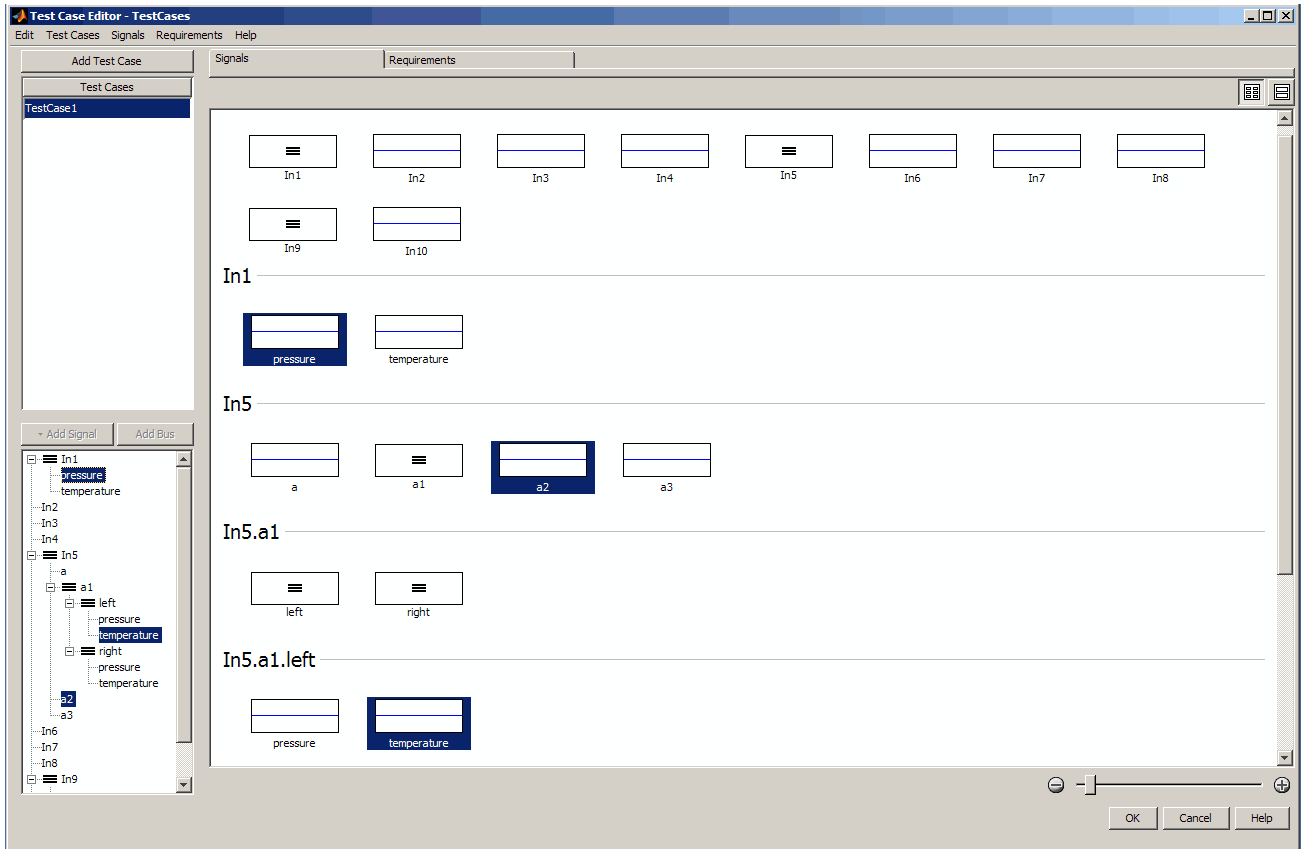 Test Case Editor - TestCases
Edit Test Cases Signals Requirements Help
Add Test Case
Test Cases
TestCase1
Add Signal Add Bus
In1
pressure
temperature
In2
In3
In4
In5
a
a1
left
pressure
temperature
right
pressure
temperature
a2
a3
In6
In7
In8
In9
Signals Requirements
In1 In2 In3 In4 In5 In6 In7 In8
In9 In10
In1
pressure temperature
In5
a a1 a2 a3
In5.a1
left right
In5.a1.left
pressure temperature
OK Cancel Help